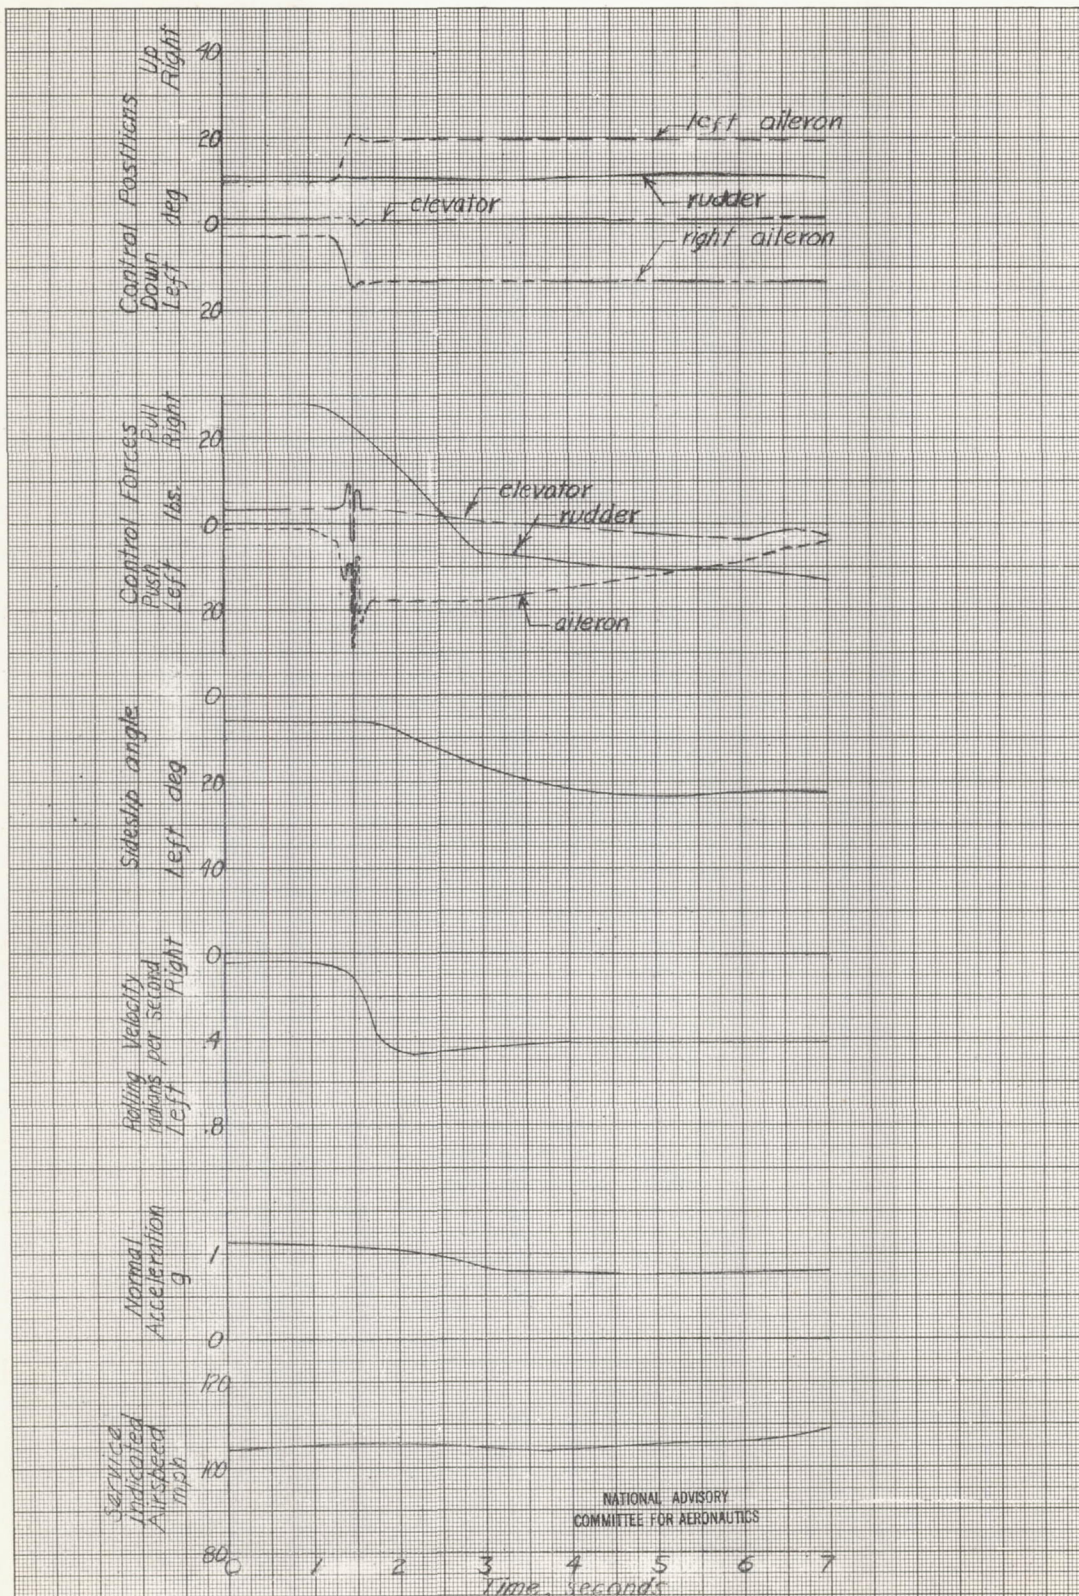 Control Positions
Down Up
Left deg Right
40
20
0
20
left aileron
rudder
elevator
right aileron
Control Forces
Push Pull
Left lbs. Right
20
0
20
elevator
rudder
aileron
Sideslip angle
Left deg
0
20
40
Rolling Velocity
radians per second
Left Right
0
.4
.8
Normal
Acceleration
g
1
0
Service
Indicated
Airspeed
mph
120
100
80
NATIONAL ADVISORY
COMMITTEE FOR AERONAUTICS
0 1 2 3 4 5 6 7
Time, seconds